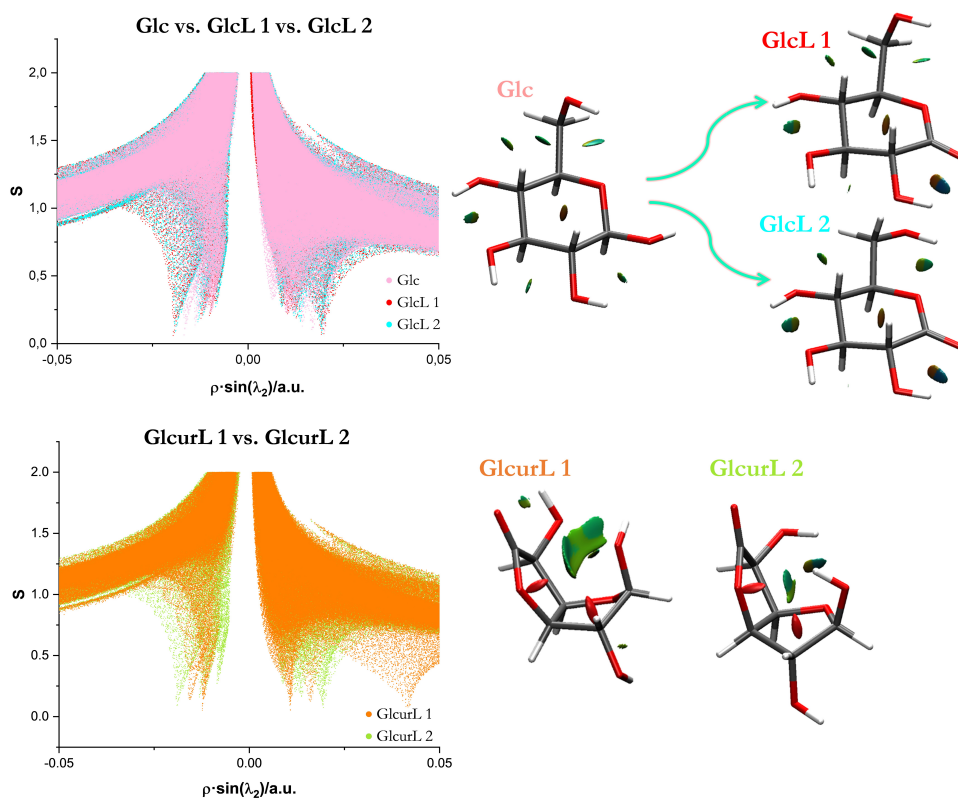 Glc vs. GlcL 1 vs. GlcL 2
2,0
1,5
1,0
0,5
0,0
S
-0,05
0,00
0,05
ρ·sin(λ₂)/a.u.
Glc
GlcL 1
GlcL 2
Glc
GlcL 1
GlcL 2
GlcurL 1 vs. GlcurL 2
2.0
1.5
1.0
0.5
0.0
S
-0.05
0.00
0.05
ρ·sin(λ₂)/a.u.
GlcurL 1
GlcurL 2
GlcurL 1
GlcurL 2